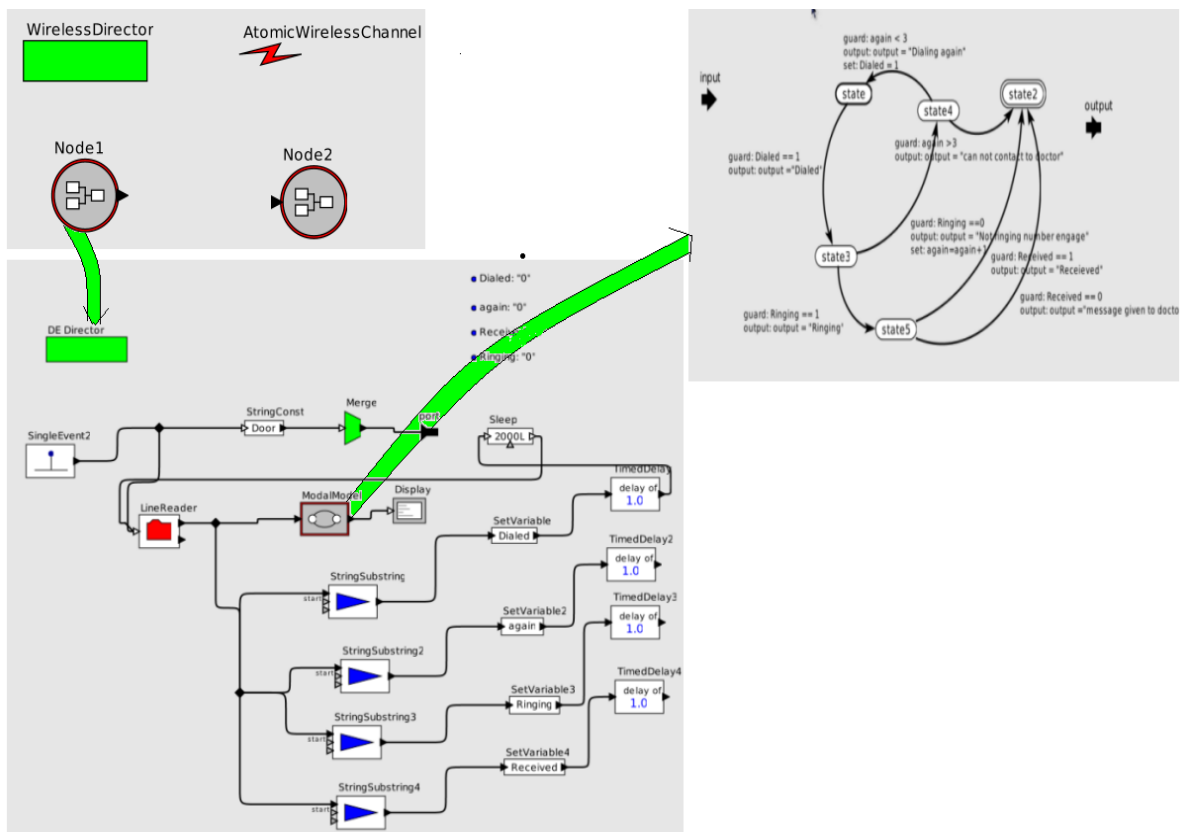 WirelessDirector
AtomicWirelessChannel
Node1
Node2
DE Director
Dialed: "0"
again: "0"
Ringing: "0"
SingleEvent2
StringConst
Door
Merge
port
Sleep
2000L
LineReader
ModalModel
Display
SetVariable
Dialed
TimedDelay
delay of
1.0
StringSubstring
start
SetVariable2
again
TimedDelay2
delay of
1.0
StringSubstring2
start
SetVariable3
Ringing
TimedDelay3
delay of
1.0
StringSubstring3
start
SetVariable4
Received
TimedDelay4
delay of
1.0
StringSubstring4
start
input
output
guard: again < 3
output: output = "Dialing again"
set: Dialed = 1
state
state4
state2
guard: again >3
output: output = "can not contact to doctor"
guard: Dialed == 1
output: output ="Dialed"
guard: Ringing ==0
output: output = "Not ringing number engage"
set: again=again+1
state3
guard: Received == 1
output: output = "Receieved"
guard: Received == 0
output: output ="message given to docto
guard: Ringing == 1
output: output = "Ringing'
state5